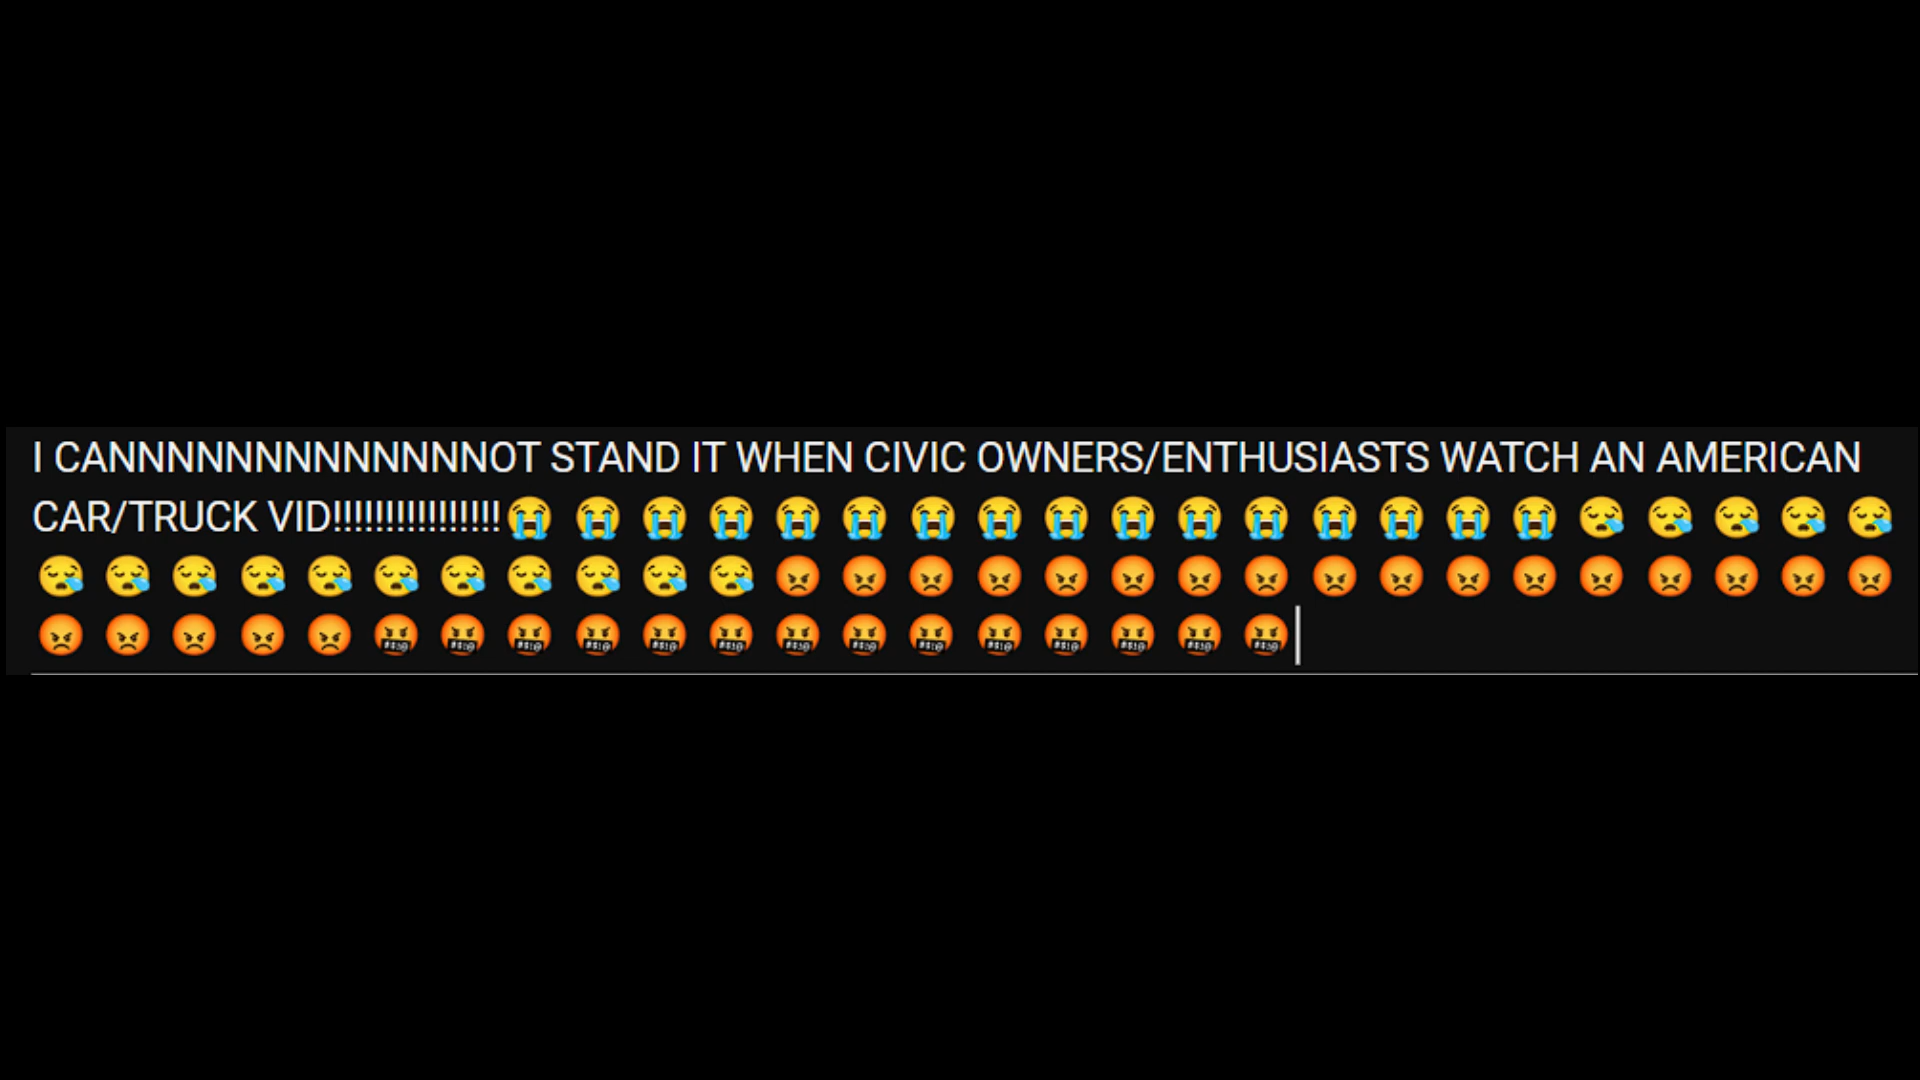 I CANNNNNNNNNNNNNOT STAND IT WHEN CIVIC OWNERS/ENTHUSIASTS WATCH AN AMERICAN
CAR/TRUCK VID!!!!!!!!!!!!!!!!😭😭😭😭😭😭😭😭😭😭😭😭😭😭😭😭😪😪😪😪😪
😪😪😪😪😪😪😪😪😪😪😪😡😡😡😡😡😡😡😡😡😡😡😡😡😡😡😡😡
😡😡😡😡😡🤬🤬🤬🤬🤬🤬🤬🤬🤬🤬🤬🤬🤬🤬